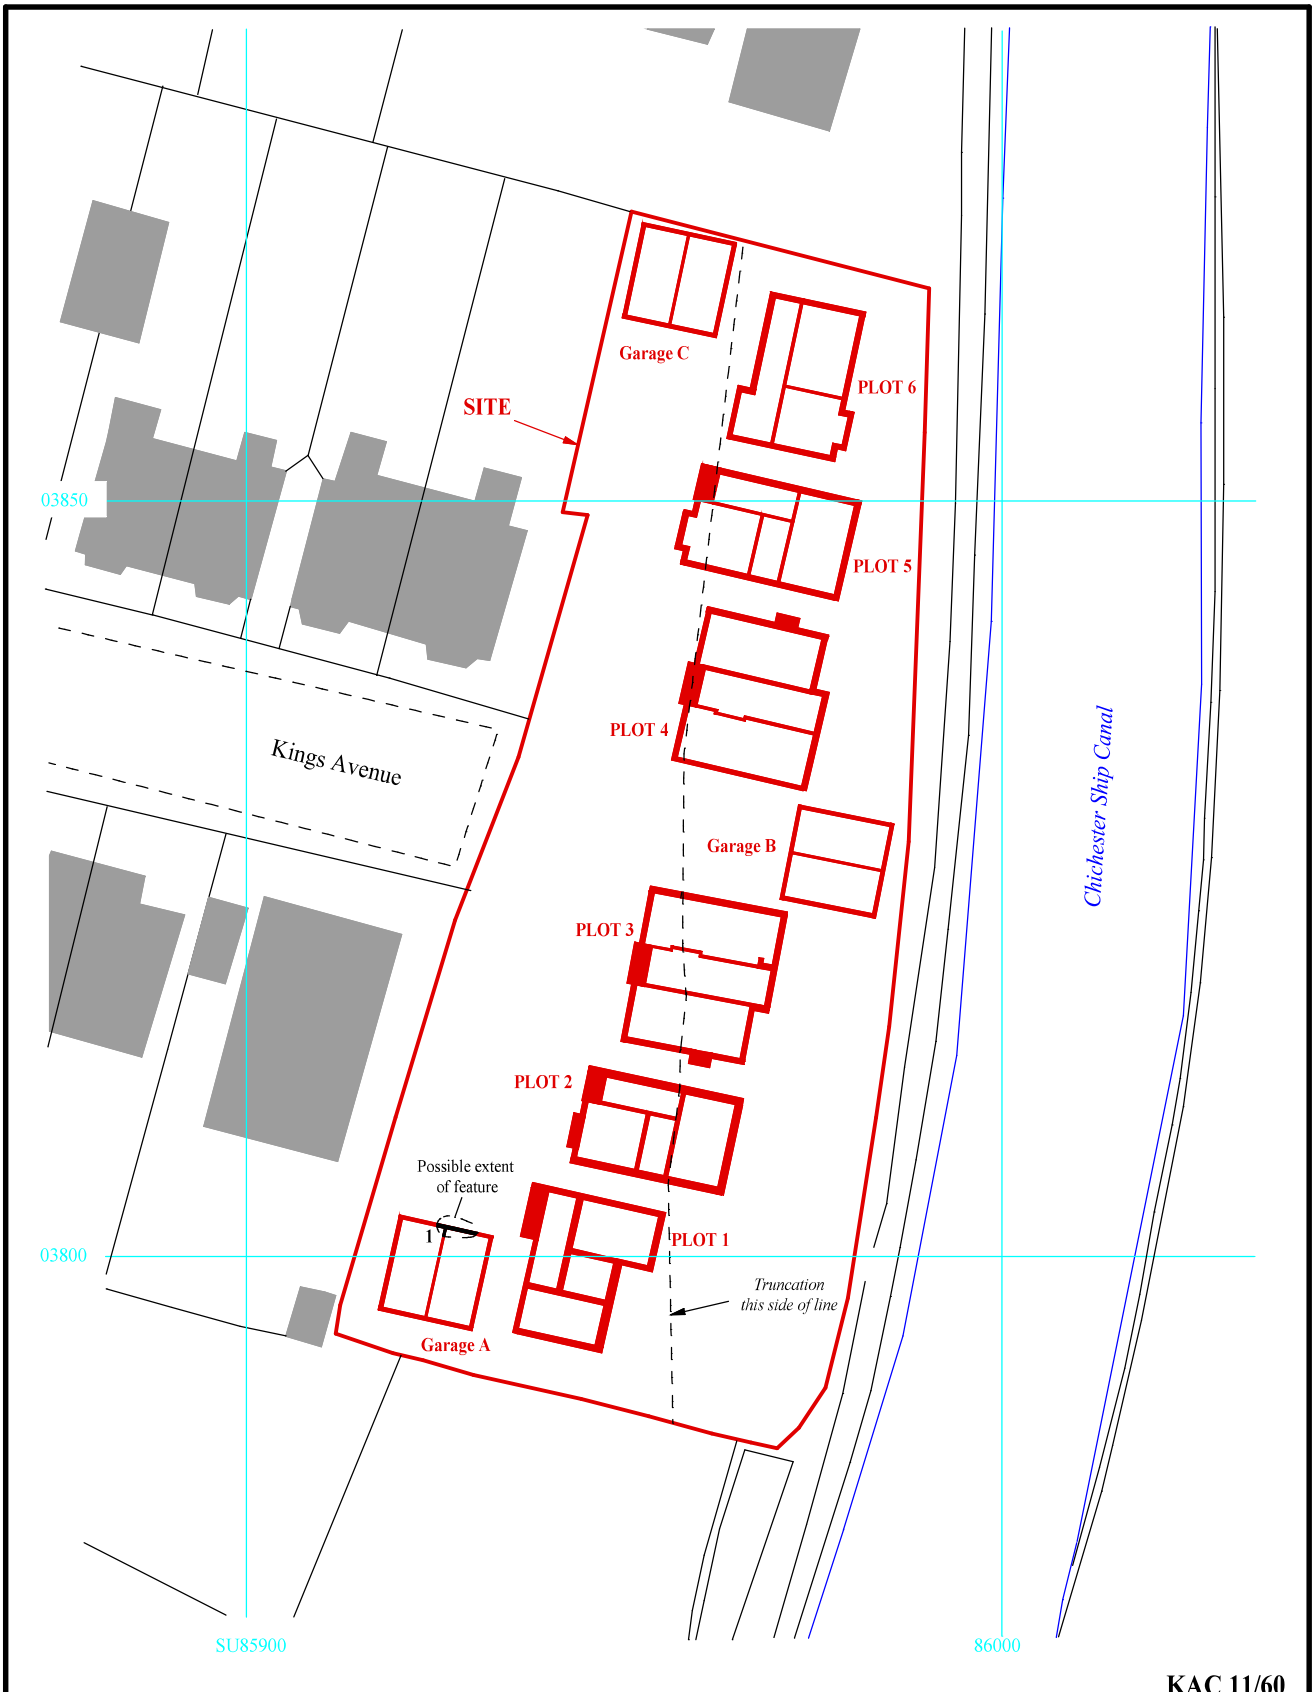 Garage C
PLOT 6
SITE
03850
PLOT 5
PLOT 4
Kings Avenue
Chichester Ship Canal
Garage B
PLOT 3
PLOT 2
Possible extent
of feature
1
PLOT 1
03800
Truncation
this side of line
Garage A
SU85900
86000
KAC 11/60